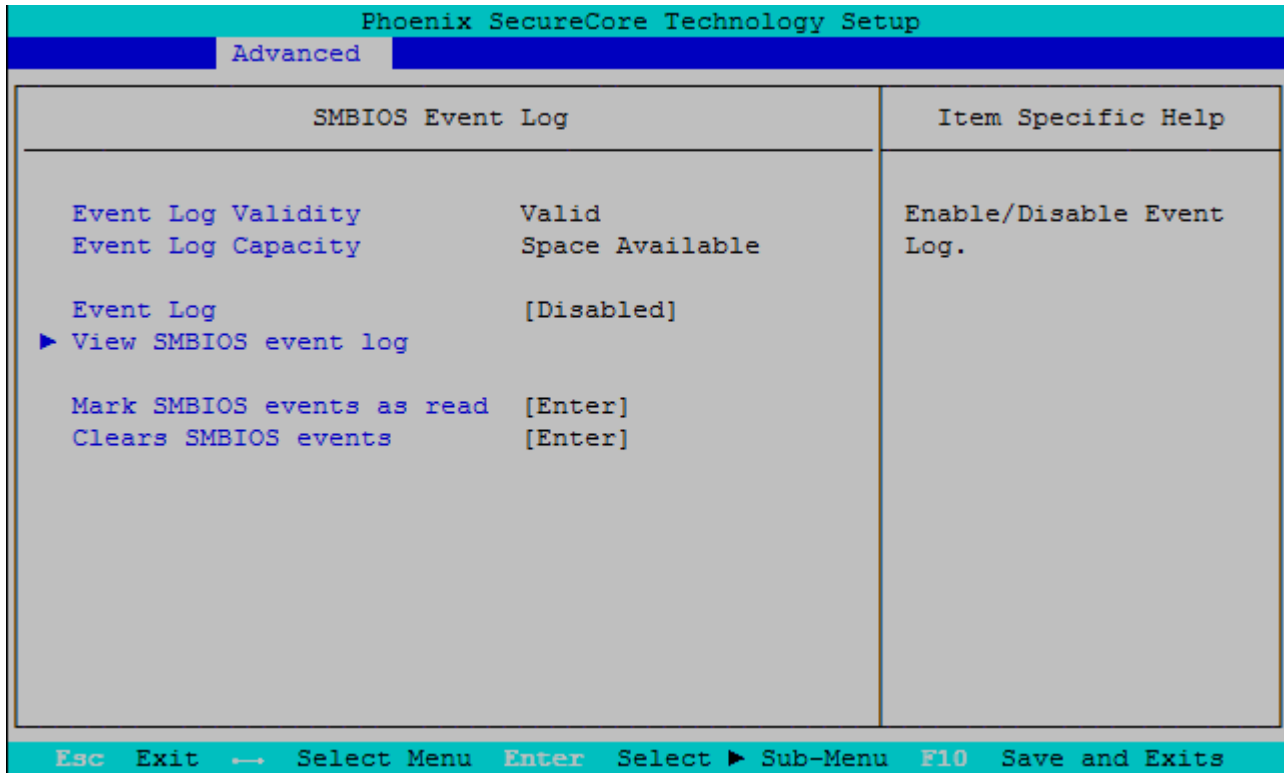 Phoenix SecureCore Technology Setup
Advanced
SMBIOS Event Log
Item Specific Help
Event Log Validity Valid
Event Log Capacity Space Available
Event Log [Disabled]
► View SMBIOS event log
Mark SMBIOS events as read [Enter]
Clears SMBIOS events [Enter]
Enable/Disable Event
Log.
Esc Exit ←→ Select Menu Enter Select ► Sub-Menu F10 Save and Exits